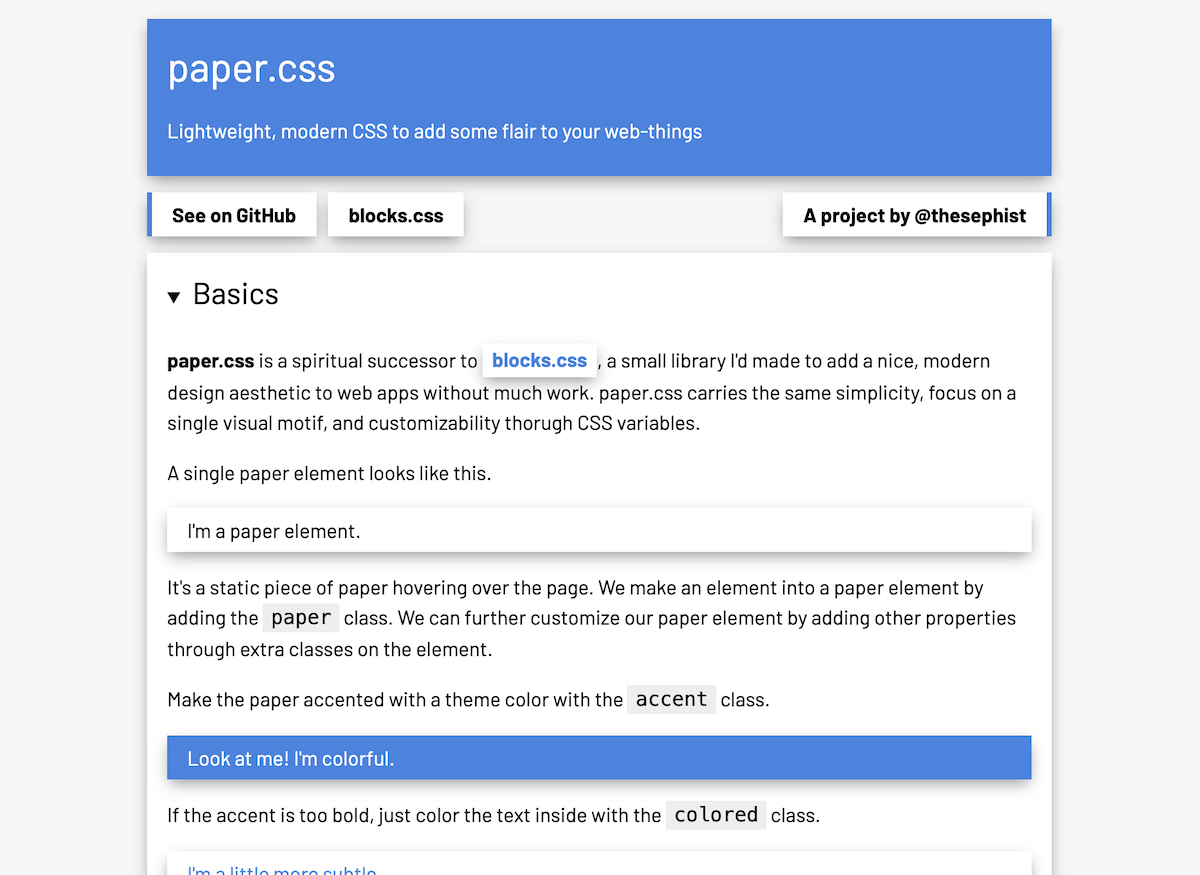 paper.css
Lightweight, modern CSS to add some flair to your web-things
See on GitHub blocks.css A project by @thesephist
Basics
paper.css is a spiritual successor to blocks.css , a small library I'd made to add a nice, modern
design aesthetic to web apps without much work. paper.css carries the same simplicity, focus on a
single visual motif, and customizability thorugh CSS variables.
A single paper element looks like this.
I'm a paper element.
It's a static piece of paper hovering over the page. We make an element into a paper element by
adding the paper class. We can further customize our paper element by adding other properties
through extra classes on the element.
Make the paper accented with a theme color with the accent class.
Look at me! I'm colorful.
If the accent is too bold, just color the text inside with the colored class.
I'm a little more subtle